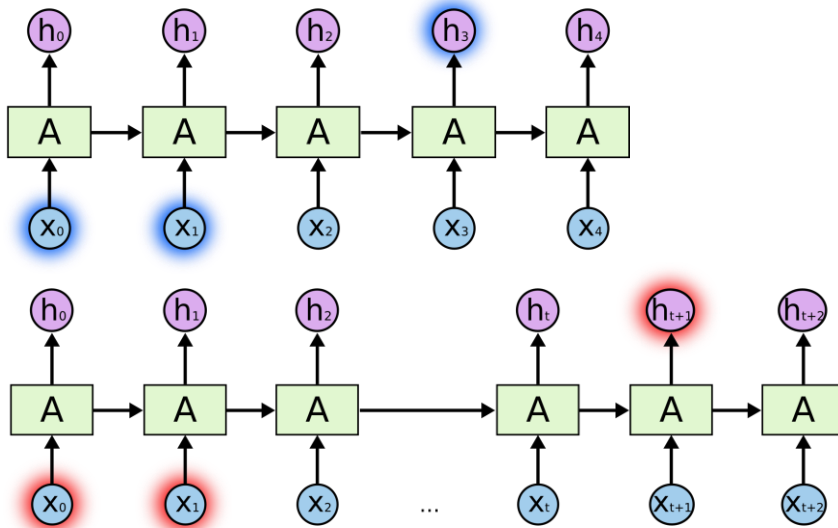 h₀ h₁ h₂ h₃ h₄
A A A A A
x₀ x₁ x₂ x₃ x₄
h₀ h₁ h₂ hₜ hₜ₊₁ hₜ₊₂
A A A A A A
x₀ x₁ x₂ ... xₜ xₜ₊₁ xₜ₊₂